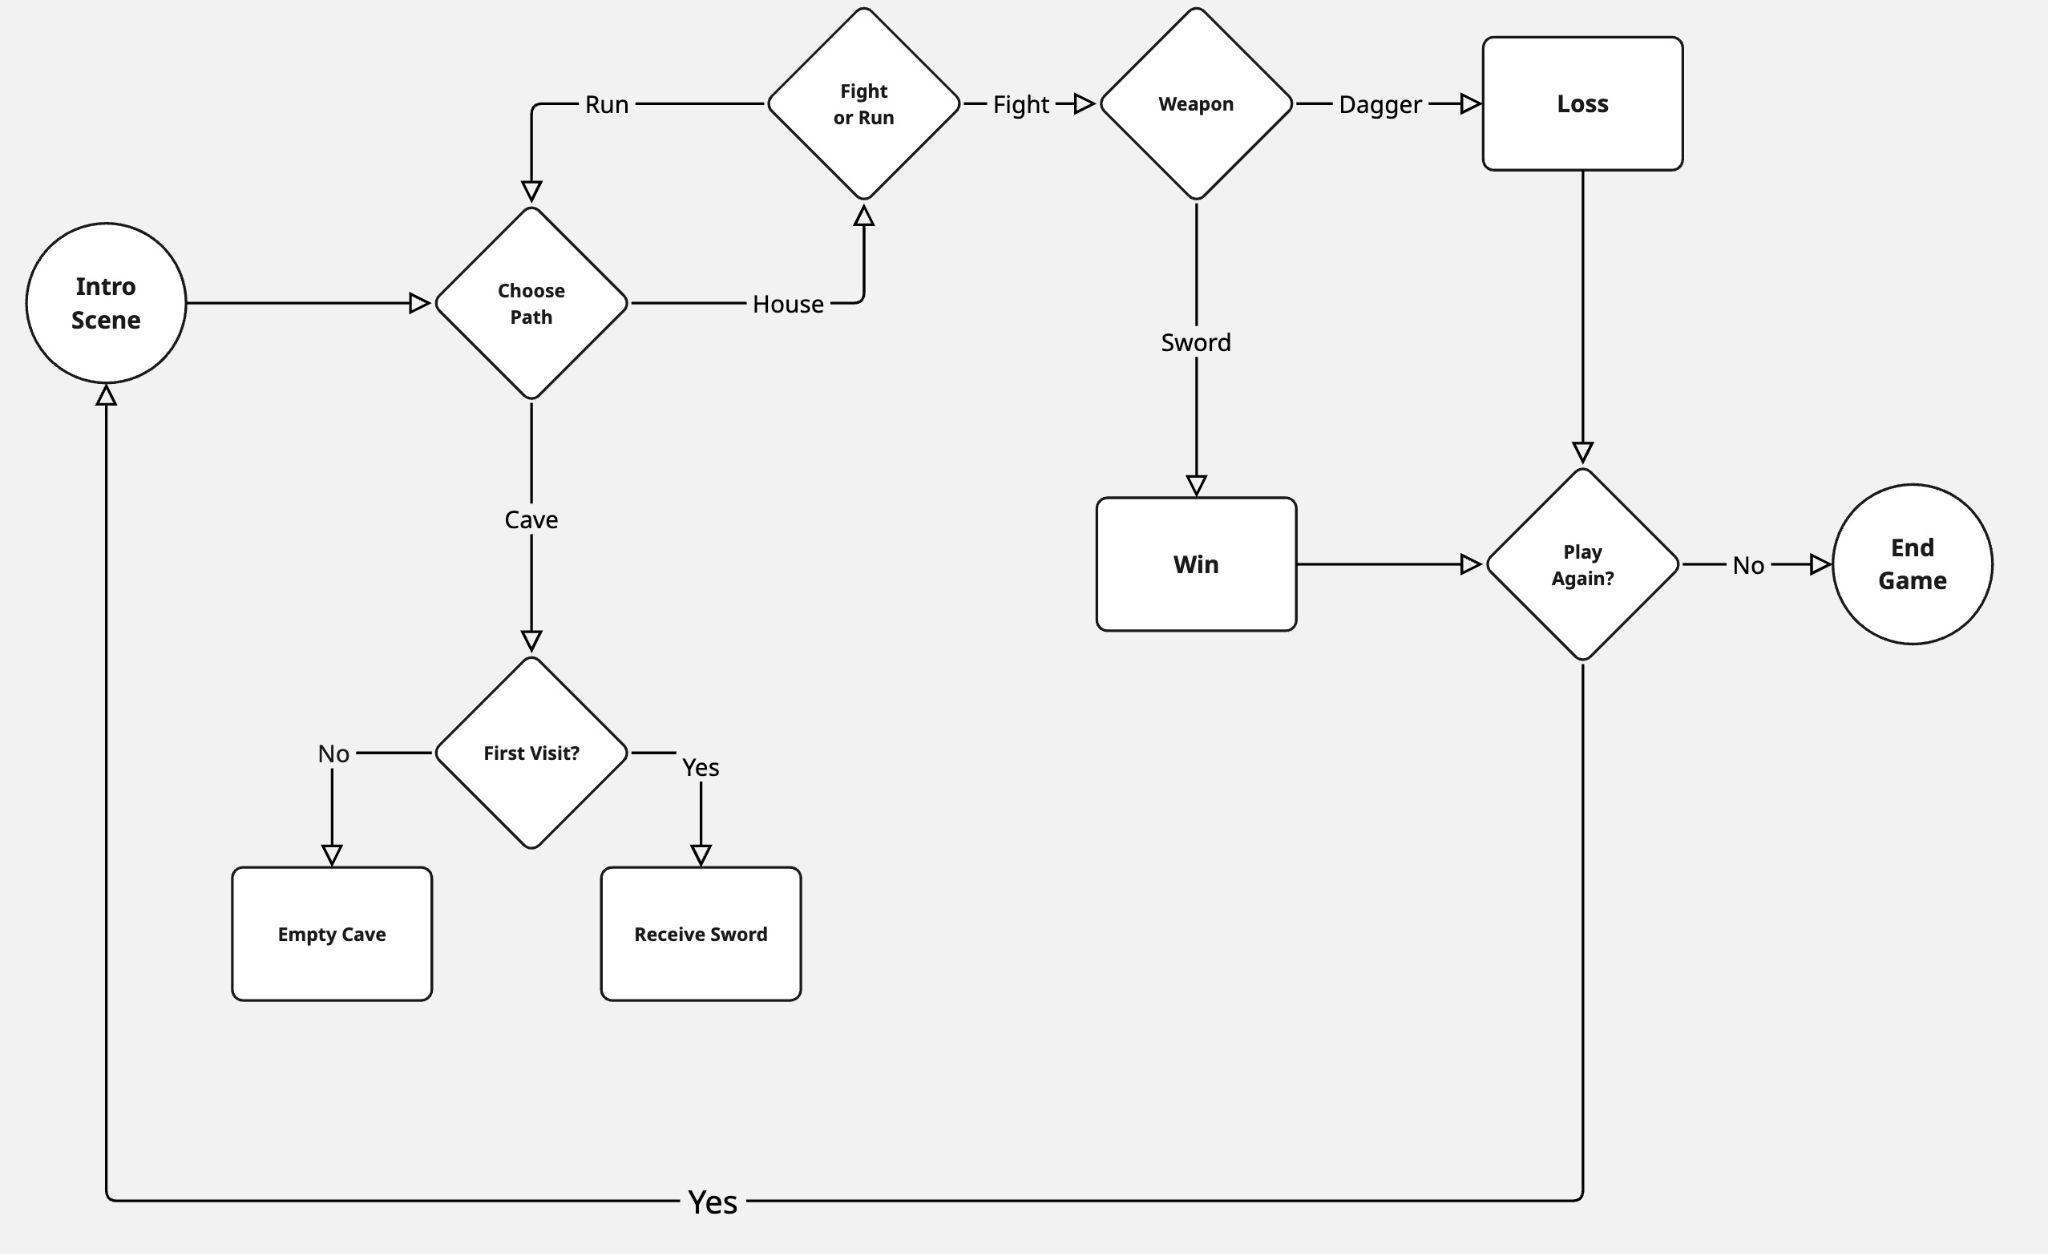 Fight
or Run
Weapon
Loss
Run
Fight
Dagger
Intro
Scene
Choose
Path
House
Sword
Cave
Win
Play
Again?
No
End
Game
First Visit?
No
Yes
Empty Cave
Receive Sword
Yes